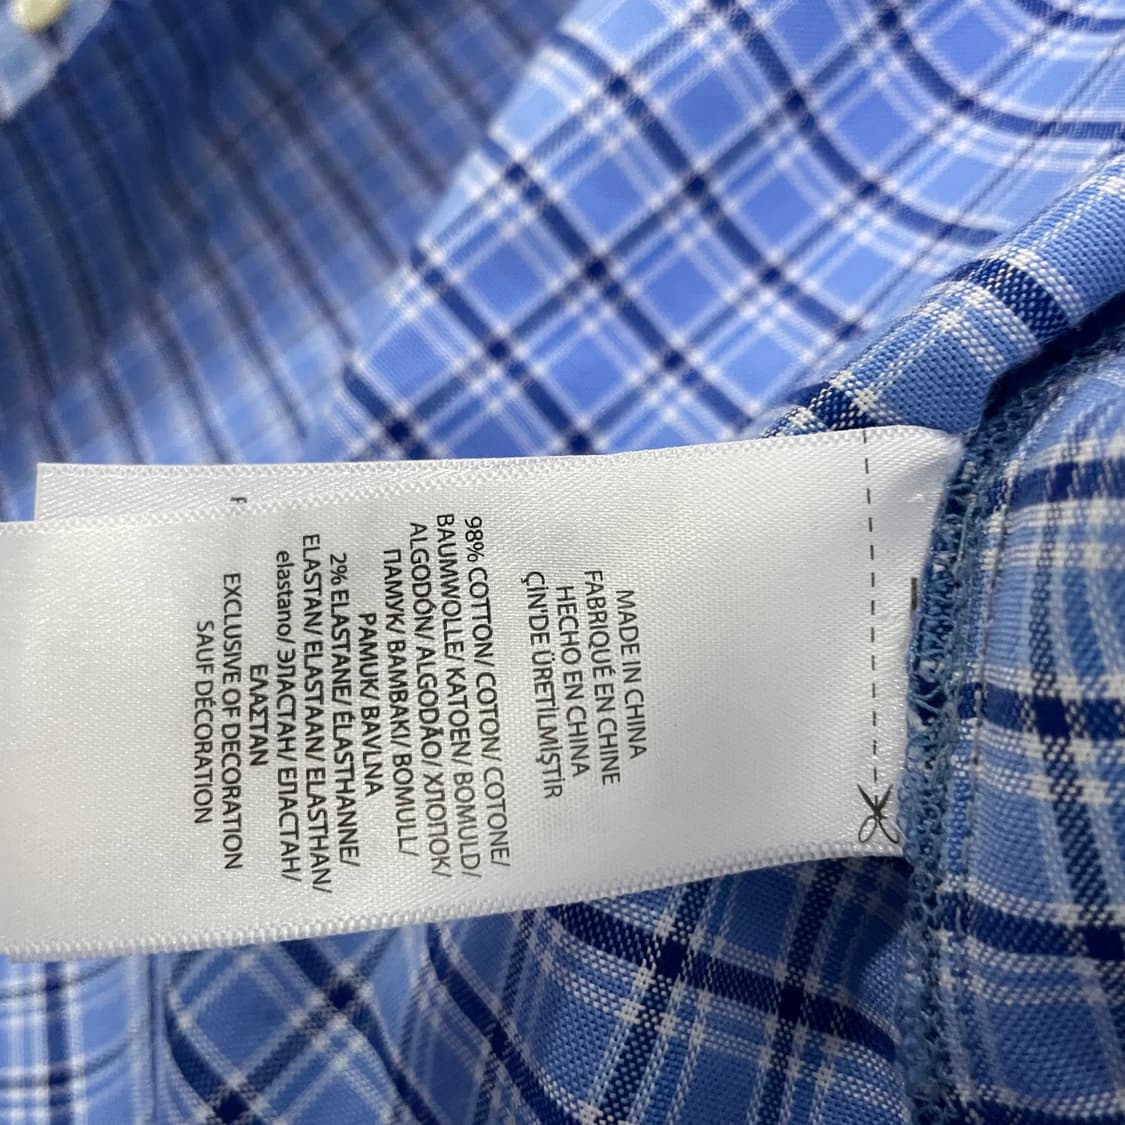 MADE IN CHINA
FABRIQUÉ EN CHINE
HECHO EN CHINA
ÇİN'DE ÜRETİLMİŞTİR
98% COTTON/ COTON/ COTONE/
BAUMWOLLE/ KATOEN/ BOMULD/
ALGODÓN/ ALGODÃO/ ХЛОПОК/
ПАМУК/ BAMBAKI/ BOMULL/
PAMUK/ BAVLNA
2% ELASTANE/ ÉLASTHANNE/
ELASTAN/ ELASTAAN/ ELASTHAN/
elastano/ ЭЛАСТАН/ ЕЛАСТАН/
ΕΛΑΣΤΑΝ
EXCLUSIVE OF DECORATION
SAUF DÉCORATION